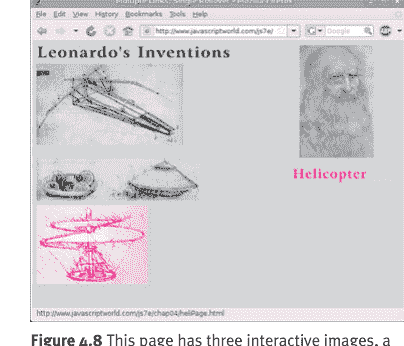 File Edit View History Bookmarks Tools Help
http://www.javascriptworld.com/js7e/
Google
Leonardo's Inventions
Helicopter
http://www.javascriptworld.com/js7e/chap04/heliPage.html
Figure 4.8 This page has three interactive images, a